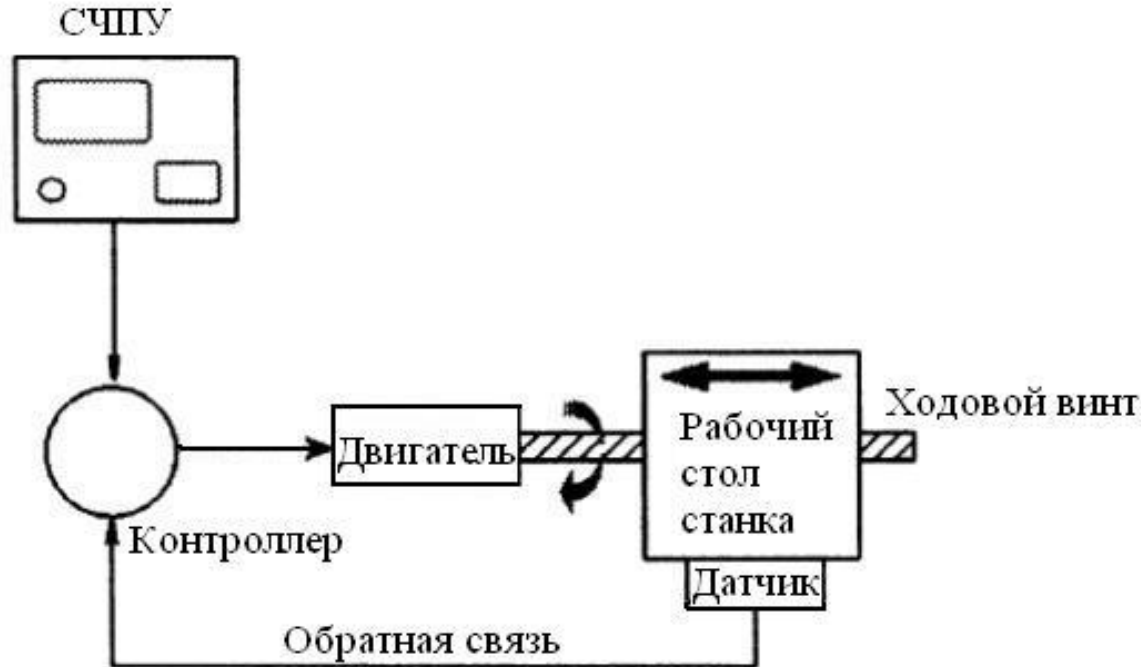 СЧПУ
Ходовой винт
Двигатель
Рабочий
стол
станка
Контроллер
Датчик
Обратная связь